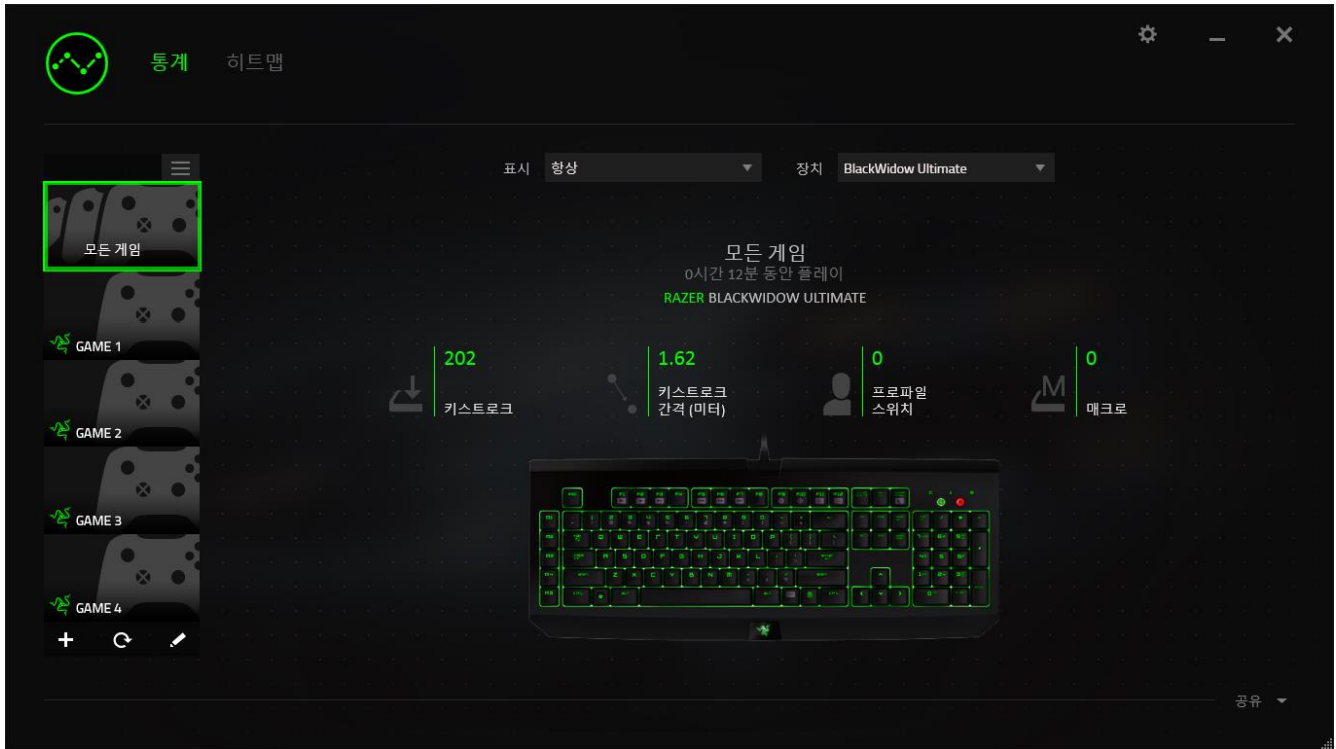 통계 히트맵
표시 항상 장치 BlackWidow Ultimate
모든 게임
GAME 1
GAME 2
GAME 3
GAME 4
모든 게임
0시간 12분 동안 플레이
RAZER BLACKWIDOW ULTIMATE
202
키스트로크
1.62
키스트로크
간격 (미터)
0
프로파일
스위치
M
0
매크로
공유